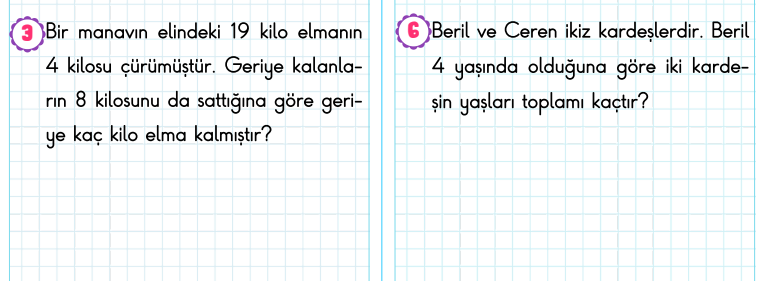 3 Bir manavın elindeki 19 kilo elmanın
4 kilosu çürümüştür. Geriye kalanla-
rın 8 kilosunu da sattığına göre geri-
ye kaç kilo elma kalmıştır?
6 Beril ve Ceren ikiz kardeşlerdir. Beril
4 yaşında olduğuna göre iki karde-
şin yaşları toplamı kaçtır?